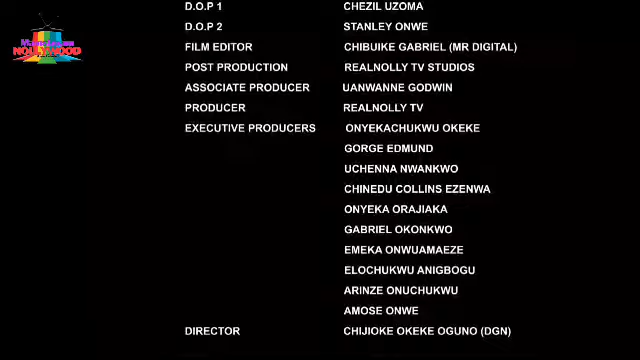 D.O.P 1 CHEZIL UZOMA
D.O.P 2 STANLEY ONWE
FILM EDITOR CHIBUIKE GABRIEL (MR DIGITAL)
POST PRODUCTION REALNOLLY TV STUDIOS
ASSOCIATE PRODUCER UANWANNE GODWIN
PRODUCER REALNOLLY TV
EXECUTIVE PRODUCERS ONYEKACHUKWU OKEKE
GORGE EDMUND
UCHENNA NWANKWO
CHINEDU COLLINS EZENWA
ONYEKA ORAJIAKA
GABRIEL OKONKWO
EMEKA ONWUAMAEZE
ELOCHUKWU ANIGBOGU
ARINZE ONUCHUKWU
AMOSE ONWE
DIRECTOR CHIJIOKE OKEKE OGUNO (DGN)
NOLLYWOOD